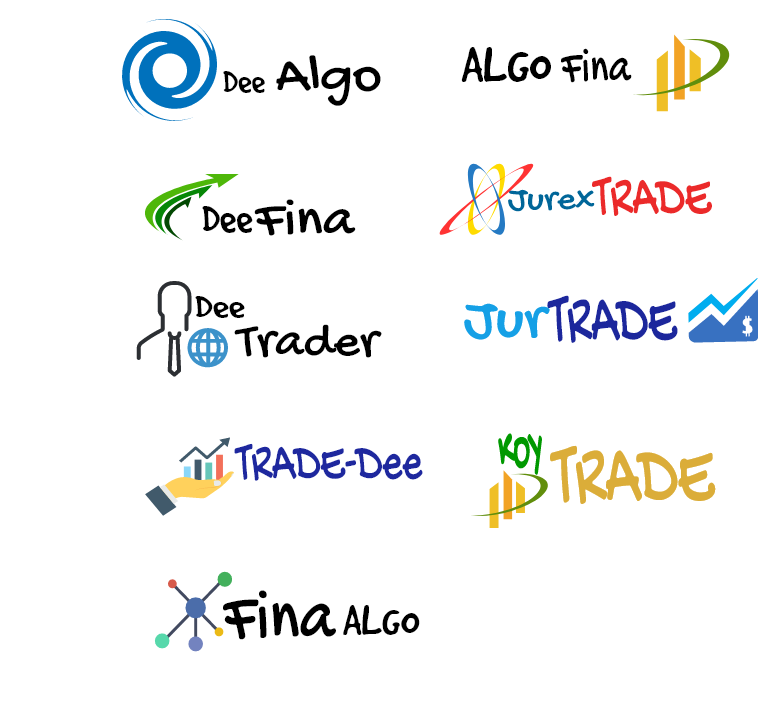 Dee Algo
ALGO Fina
DeeFina
JurexTRADE
Dee
Trader
JurTRADE
$
TRADE-Dee
KOY
TRADE
Fina ALGO